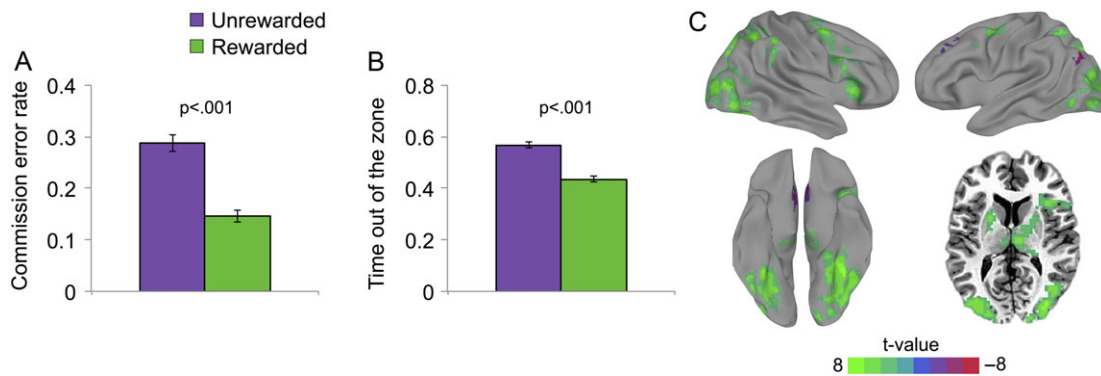 Unrewarded
Rewarded
A
Commission error rate
0.4
0.3
0.2
0.1
0
p<.001
B
Time out of the zone
0.8
0.6
0.4
0.2
0
p<.001
C
t-value
8
–8